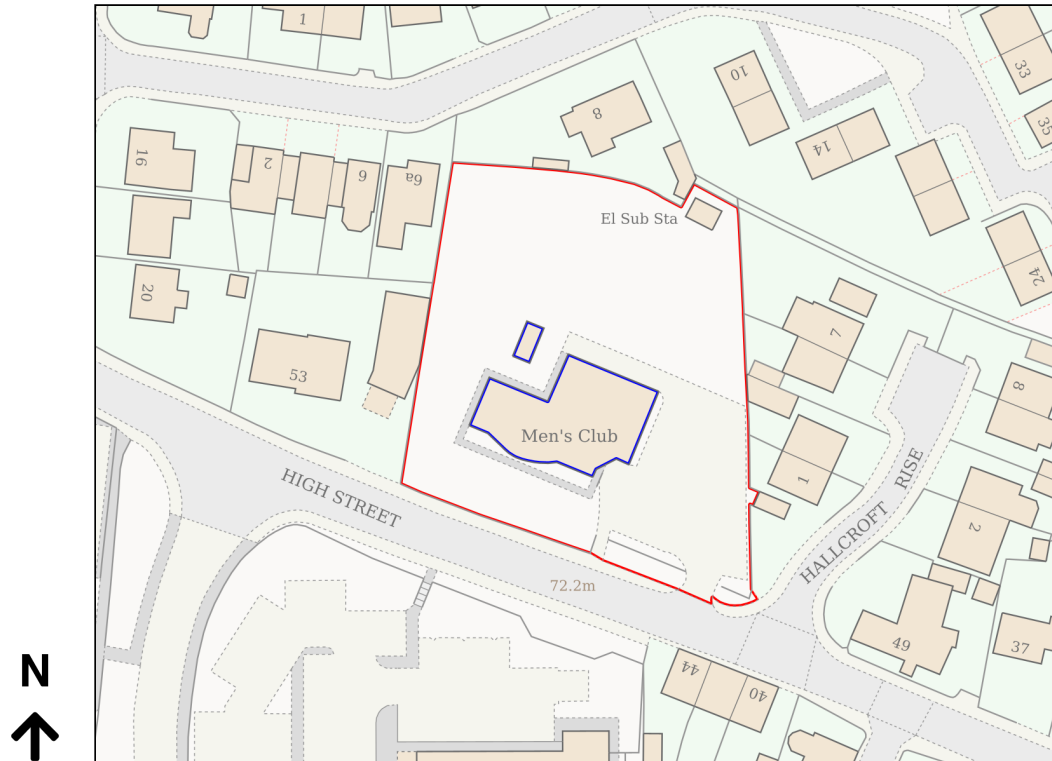 1
33
10
8
35
14
16
2
6
6a
El Sub Sta
24
20
7
53
8
Men's Club
1
HIGH STREET
HALLCROFT RISE
2
72.2m
49
37
44
40
N